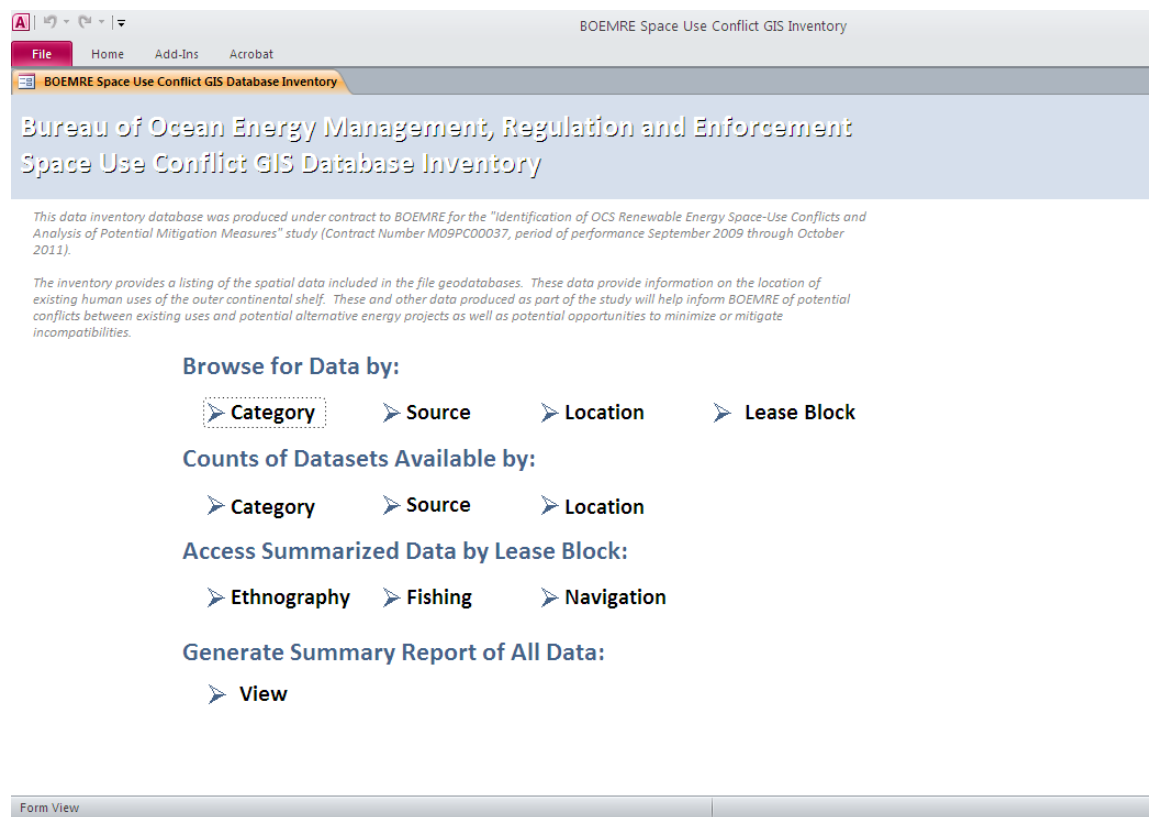 BOEMRE Space Use Conflict GIS Inventory
File Home Add-Ins Acrobat
BOEMRE Space Use Conflict GIS Database Inventory
Bureau of Ocean Energy Management, Regulation and Enforcement
Space Use Conflict GIS Database Inventory
This data inventory database was produced under contract to BOEMRE for the "Identification of OCS Renewable Energy Space-Use Conflicts and
Analysis of Potential Mitigation Measures" study (Contract Number M09PC00037, period of performance September 2009 through October
2011).
The inventory provides a listing of the spatial data included in the file geodatabases. These data provide information on the location of
existing human uses of the outer continental shelf. These and other data produced as part of the study will help inform BOEMRE of potential
conflicts between existing uses and potential alternative energy projects as well as potential opportunities to minimize or mitigate
incompatibilities.
Browse for Data by:
Category Source Location Lease Block
Counts of Datasets Available by:
Category Source Location
Access Summarized Data by Lease Block:
Ethnography Fishing Navigation
Generate Summary Report of All Data:
View
Form View